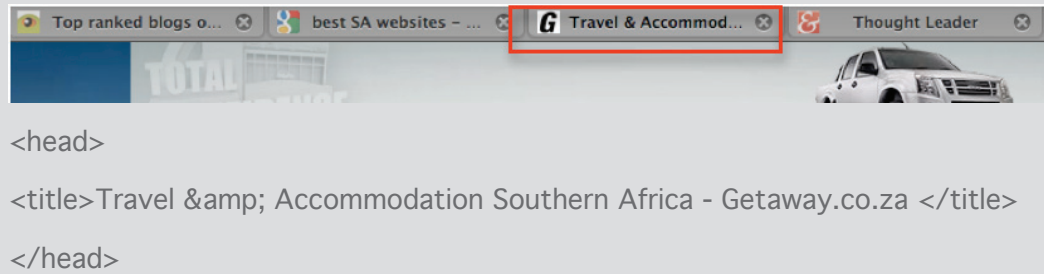 Top ranked blogs o... best SA websites – ... G Travel & Accommod... & Thought Leader
TOTAL
<head>
<title>Travel &amp; Accommodation Southern Africa - Getaway.co.za </title>
</head>